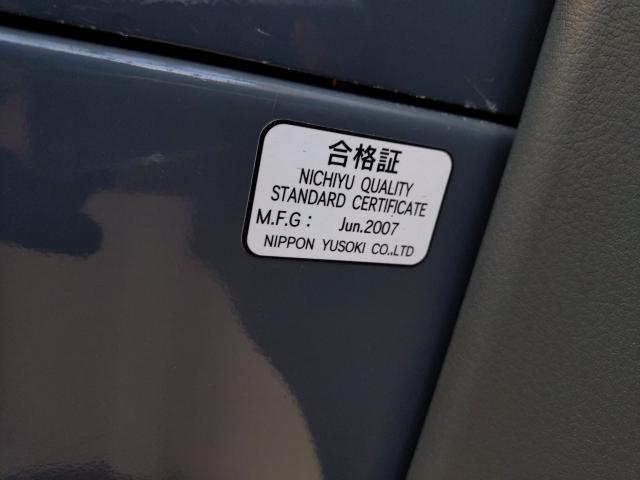 合格証
NICHIYU QUALITY
STANDARD CERTIFICATE
M.F.G : Jun.2007
NIPPON YUSOKI CO.,LTD